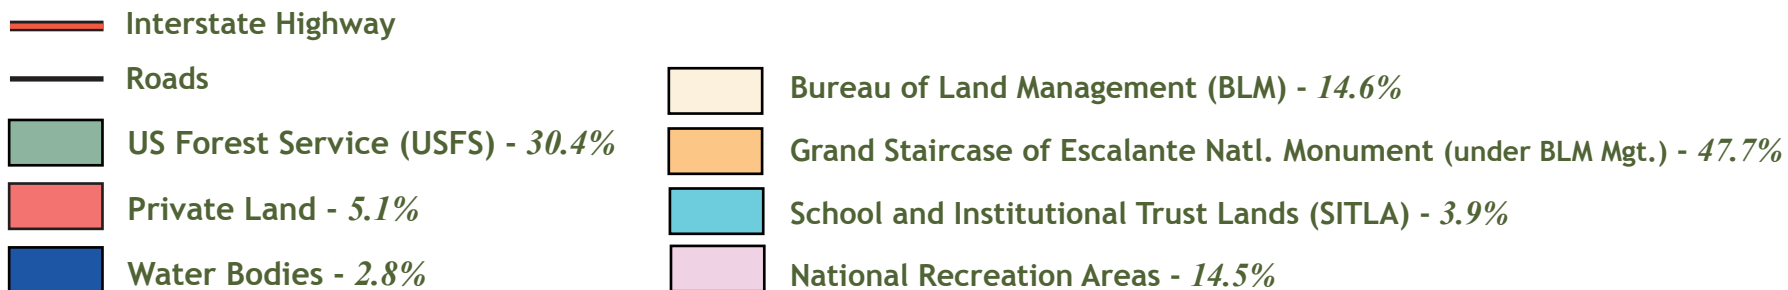 Interstate Highway
Roads
US Forest Service (USFS) - 30.4%
Private Land - 5.1%
Water Bodies - 2.8%
Bureau of Land Management (BLM) - 14.6%
Grand Staircase of Escalante Natl. Monument (under BLM Mgt.) - 47.7%
School and Institutional Trust Lands (SITLA) - 3.9%
National Recreation Areas - 14.5%